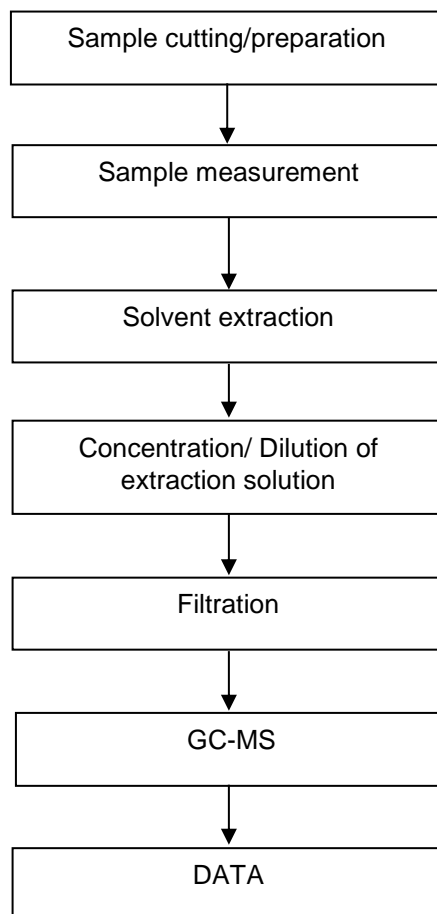 Sample cutting/preparation
Sample measurement
Solvent extraction
Concentration/ Dilution of
extraction solution
Filtration
GC-MS
DATA